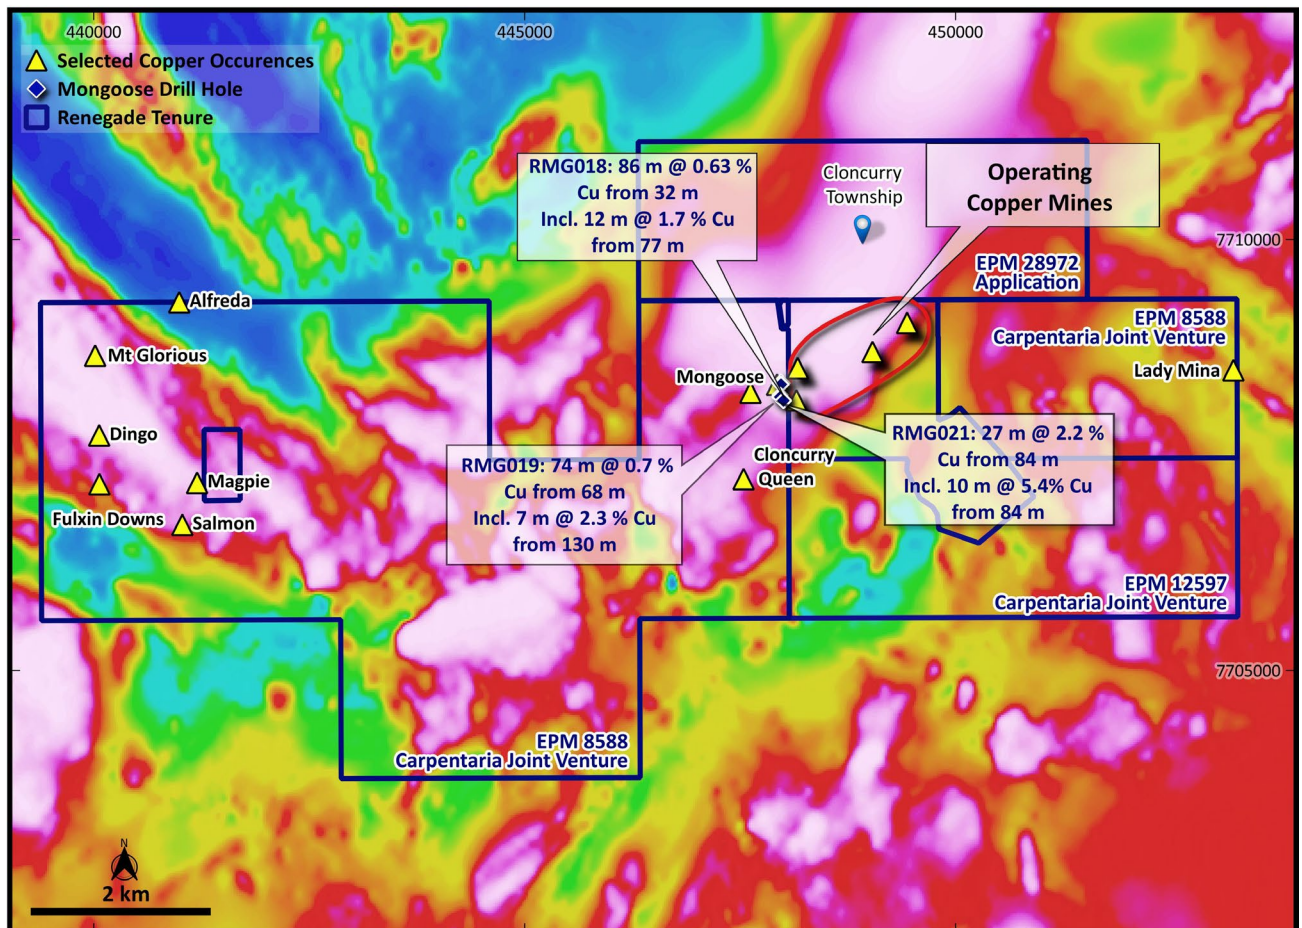 440000
445000
450000
Selected Copper Occurences
Mongoose Drill Hole
Renegade Tenure
RMG018: 86 m @ 0.63 %
Cu from 32 m
Incl. 12 m @ 1.7 % Cu
from 77 m
Cloncurry
Township
Operating
Copper Mines
7710000
EPM 28972
Application
Alfreda
EPM 8588
Carpentaria Joint Venture
Mt Glorious
Mongoose
Lady Mina
Dingo
RMG021: 27 m @ 2.2 %
Cu from 84 m
Incl. 10 m @ 5.4% Cu
from 84 m
Cloncurry
Queen
RMG019: 74 m @ 0.7 %
Cu from 68 m
Incl. 7 m @ 2.3 % Cu
from 130 m
Magpie
Fulxin Downs
Salmon
EPM 12597
Carpentaria Joint Venture
7705000
EPM 8588
Carpentaria Joint Venture
N
2 km